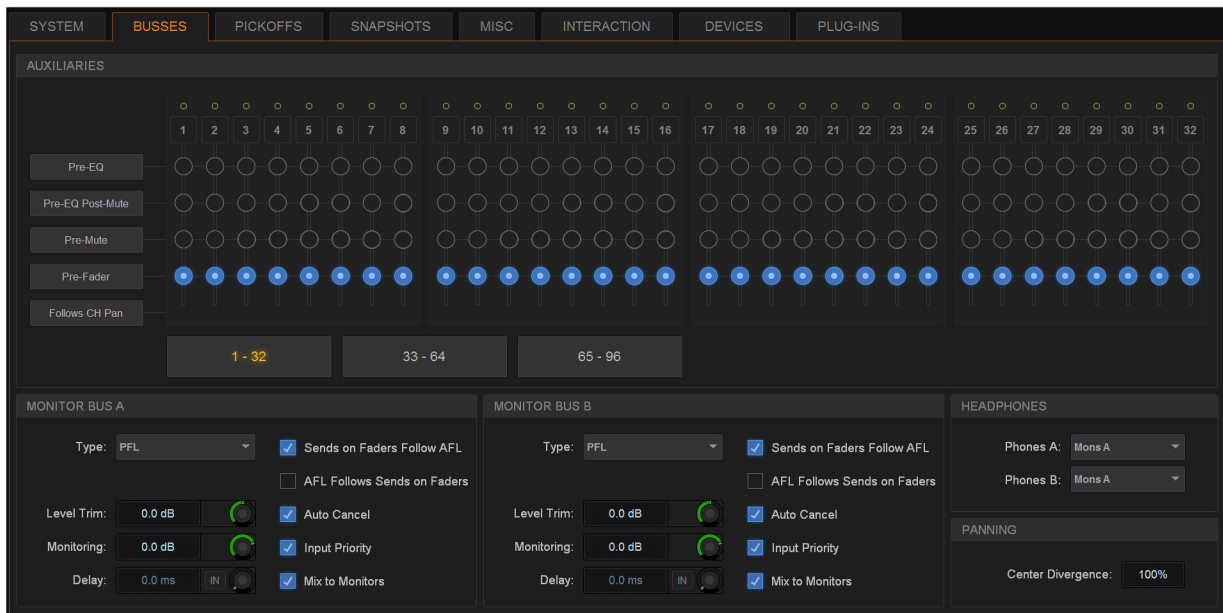 SYSTEM BUSSES PICKOFFS SNAPSHOTS MISC INTERACTION DEVICES PLUG-INS
AUXILIARIES
1 2 3 4 5 6 7 8 9 10 11 12 13 14 15 16 17 18 19 20 21 22 23 24 25 26 27 28 29 30 31 32
Pre-EQ
Pre-EQ Post-Mute
Pre-Mute
Pre-Fader
Follows CH Pan
1 - 32 33 - 64 65 - 96
MONITOR BUS A
Type: PFL Sends on Faders Follow AFL
AFL Follows Sends on Faders
Level Trim: 0.0 dB Auto Cancel
Monitoring: 0.0 dB Input Priority
Delay: 0.0 ms IN Mix to Monitors
MONITOR BUS B
Type: PFL Sends on Faders Follow AFL
AFL Follows Sends on Faders
Level Trim: 0.0 dB Auto Cancel
Monitoring: 0.0 dB Input Priority
Delay: 0.0 ms IN Mix to Monitors
HEADPHONES
Phones A: Mons A
Phones B: Mons A
PANNING
Center Divergence: 100%